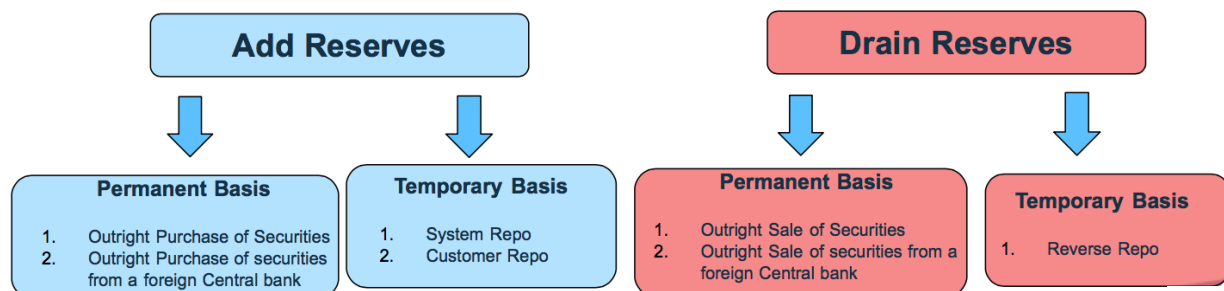 Add Reserves
Drain Reserves
Permanent Basis
1. Outright Purchase of Securities
2. Outright Purchase of securities
from a foreign Central bank
Temporary Basis
1. System Repo
2. Customer Repo
Permanent Basis
1. Outright Sale of Securities
2. Outright Sale of securities from a
foreign Central bank
Temporary Basis
1. Reverse Repo